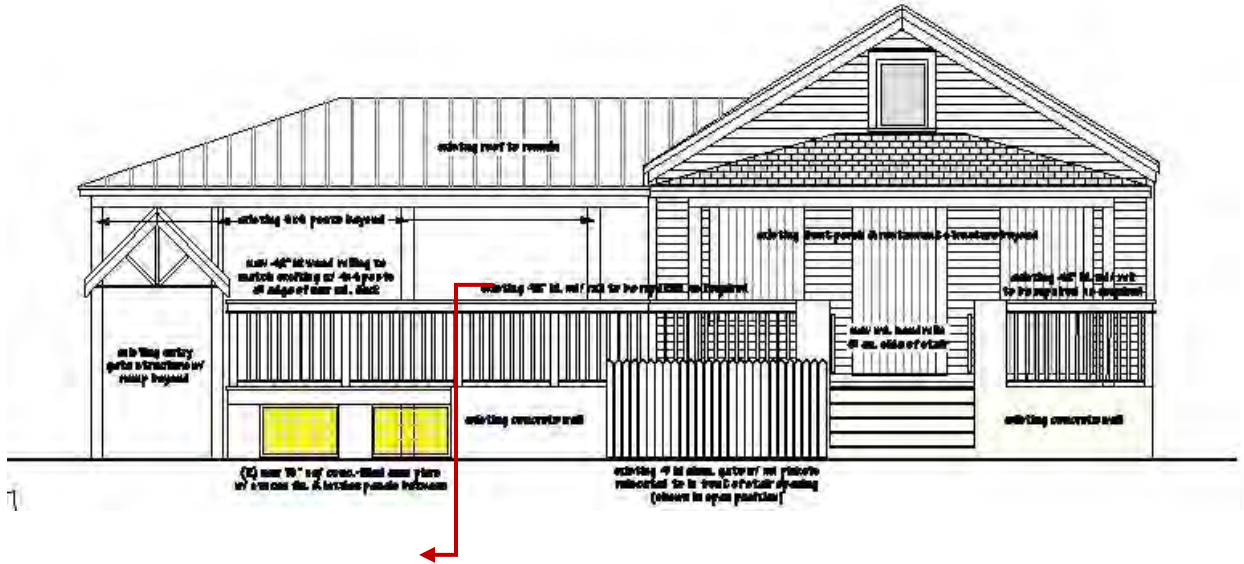 existing roof to remain
existing 4x4 posts beyond
existing front porch & restaurant structure beyond
new 42" ht wood railing to
match existing w/ 4x4 posts
@ edge of new wd. deck
existing 42" ht. wd/ rail to be repaired as required
existing 42" ht. wd/ rail
to be repaired as required
new wd. handrails
@ ea. side of stair
existing entry
gate structure w/
ramp beyond
existing concrete wall
existing concrete wall
(2) new 16" sq/ conc.-filled cmu piers
w/ stucco fin. & lattice panels between
existing 4' ht alum. gate w/ wd pickets
relocated to in front of stair opening
(shown in open position)